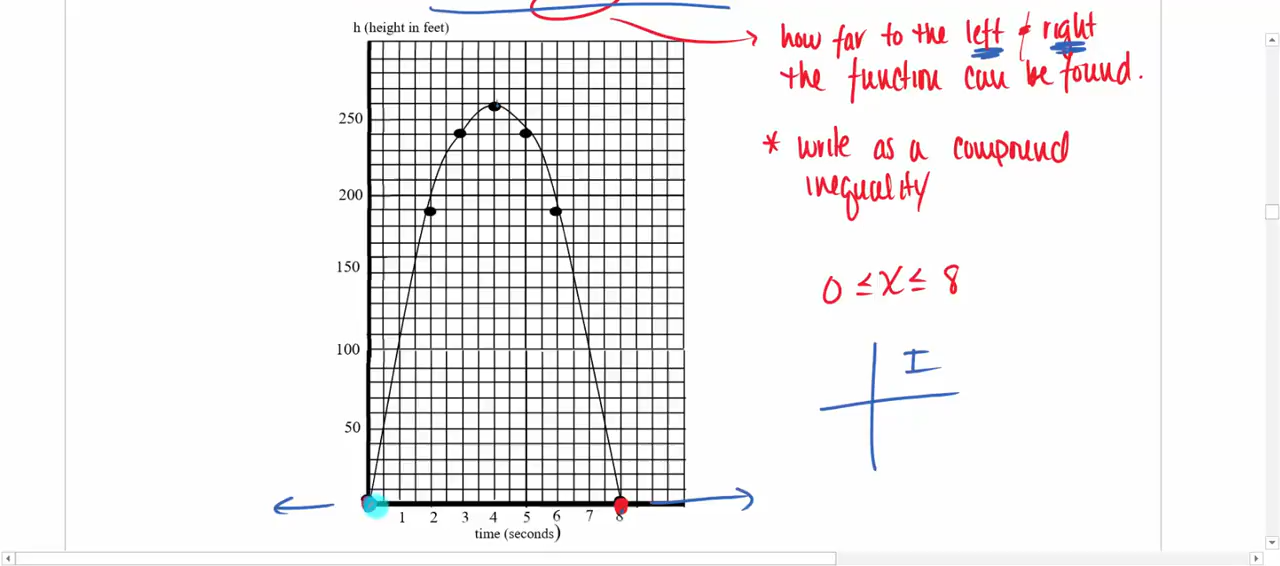 h (height in feet)
how far to the left & right
the function can be found.
* write as a compound
inequality
0 ≤ x ≤ 8
I
250
200
150
100
50
1 2 3 4 5 6 7 8
time (seconds)